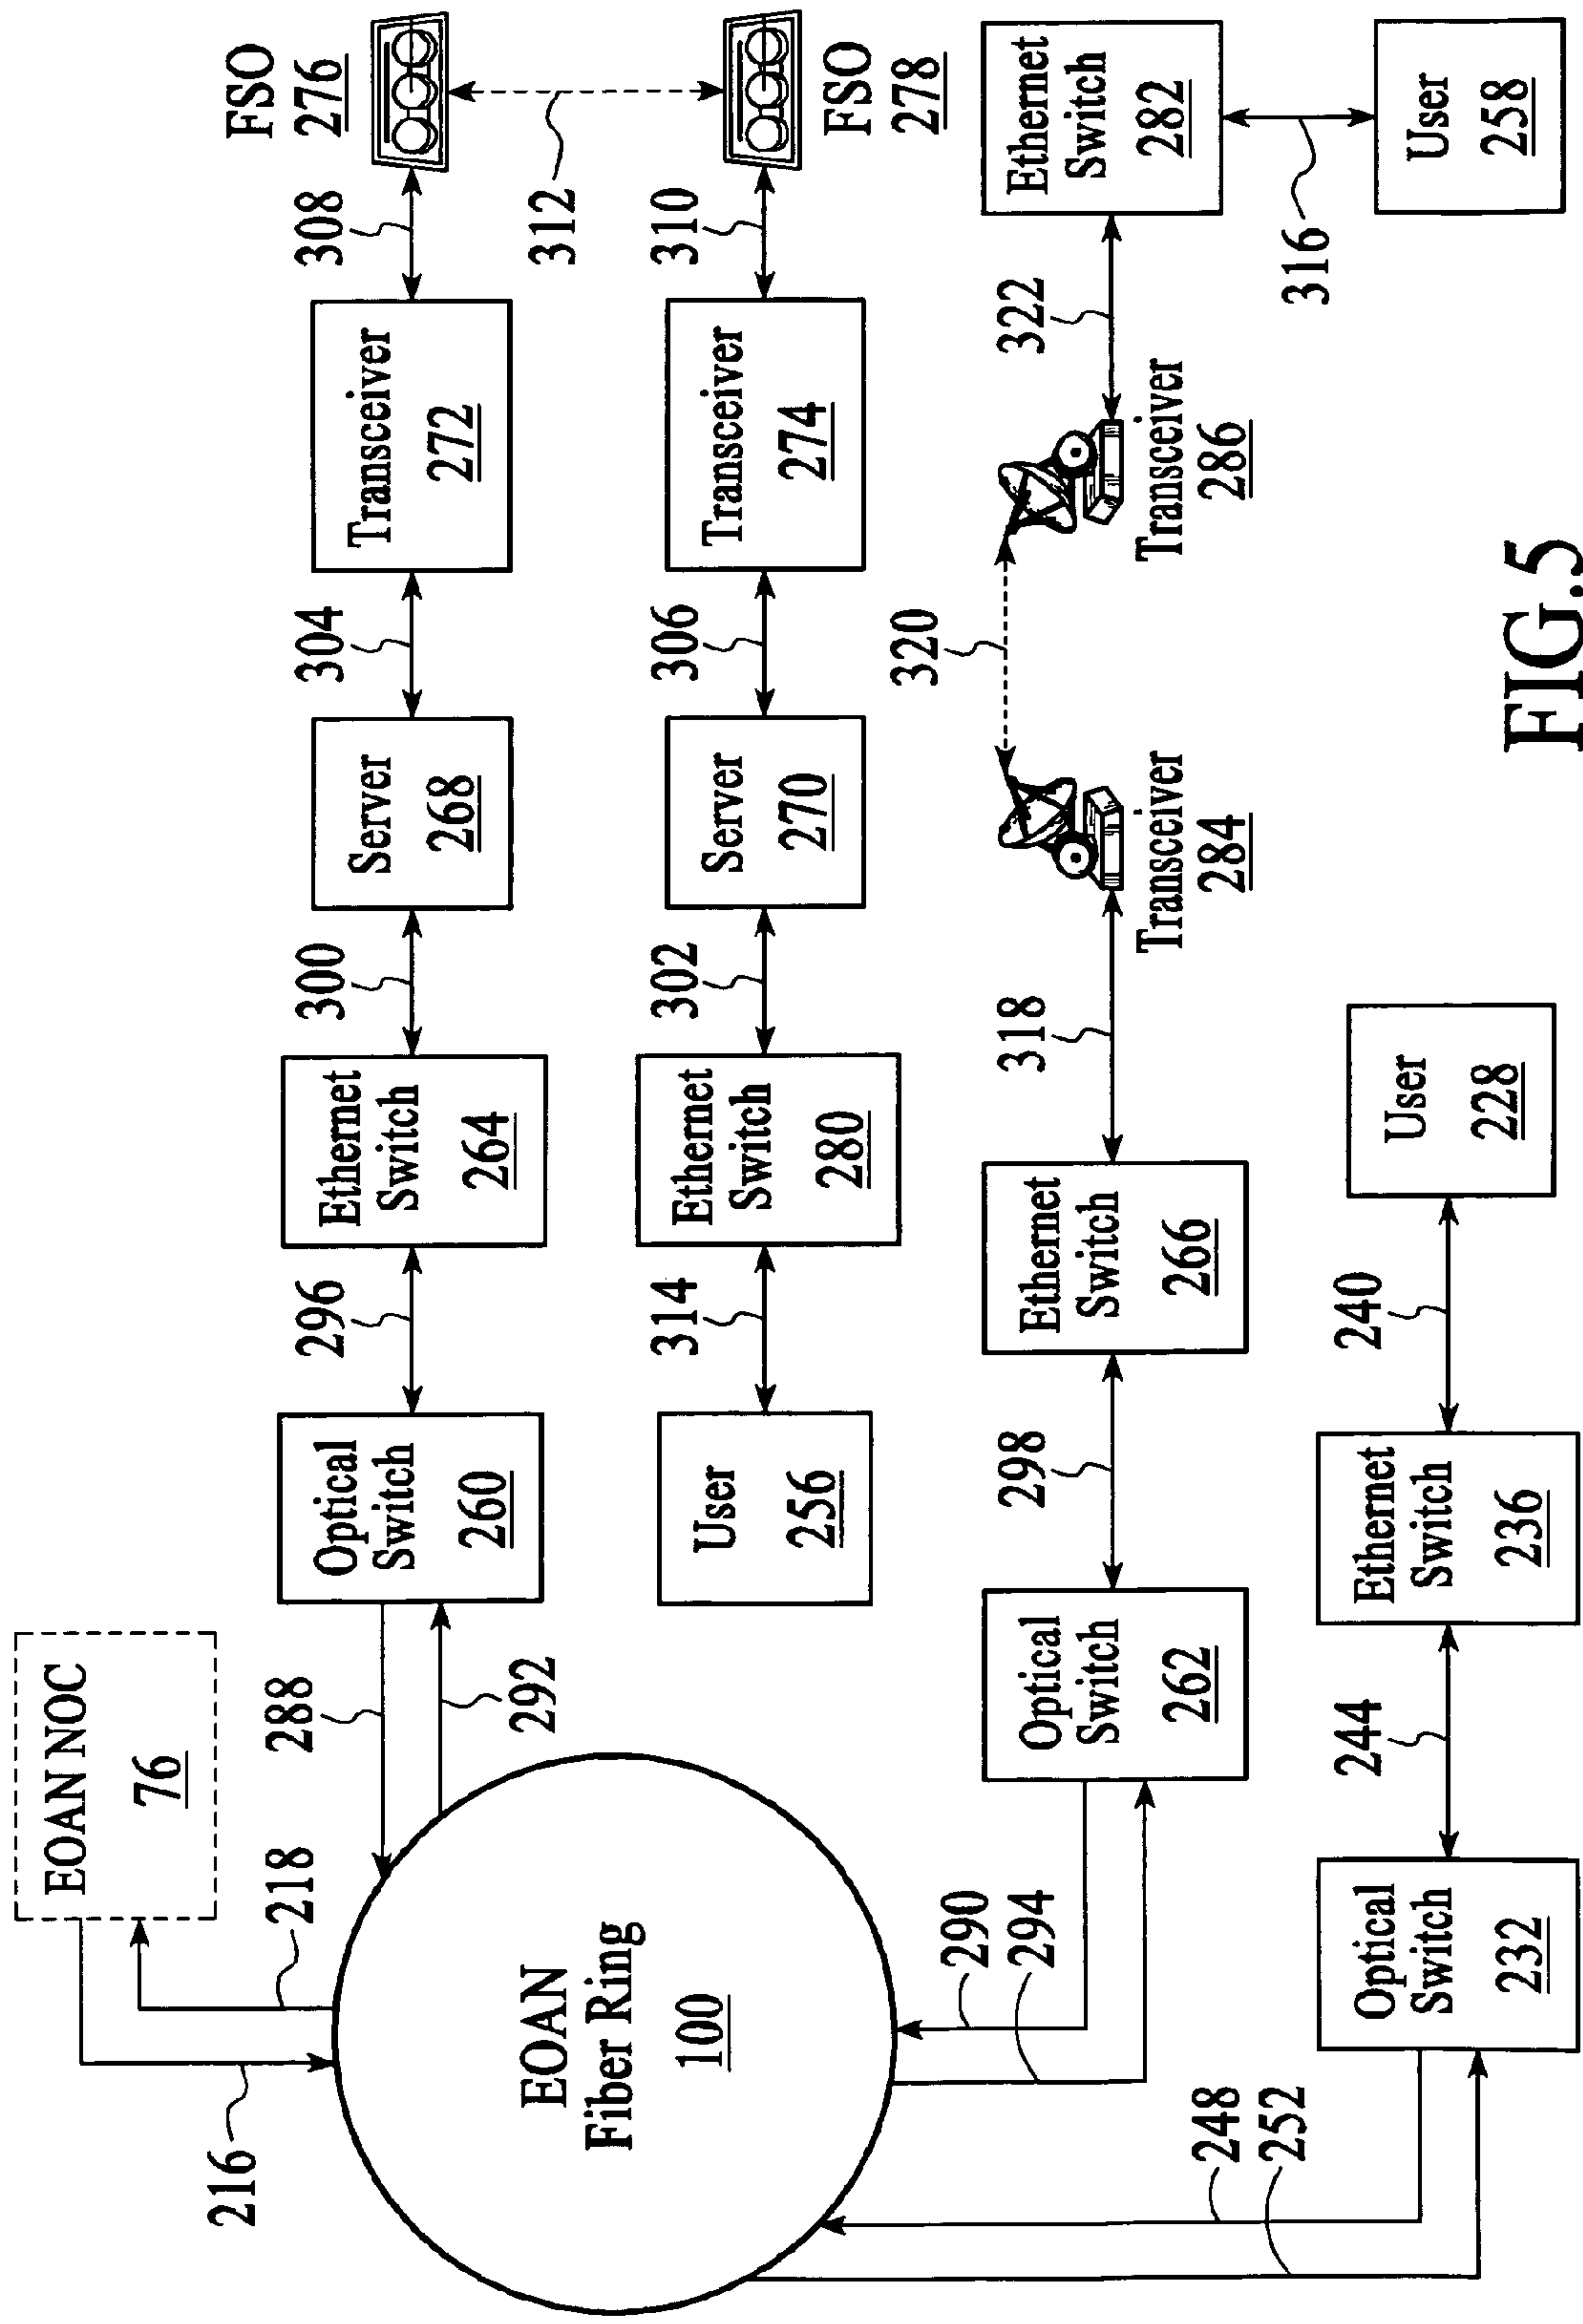 EOAN NOC
76
216
218
EOAN
Fiber Ring
100
288
292
Optical
Switch
260
296
Ethernet
Switch
264
300
Server
268
304
Transceiver
272
308
FSO
276
312
User
256
314
Ethernet
Switch
280
302
Server
270
306
Transceiver
274
310
FSO
278
290
294
Optical
Switch
262
298
Ethernet
Switch
266
318
Transceiver
284
320
Transceiver
286
322
Ethernet
Switch
282
316
User
258
248
252
Optical
Switch
232
244
Ethernet
Switch
236
240
User
228
FIG.5